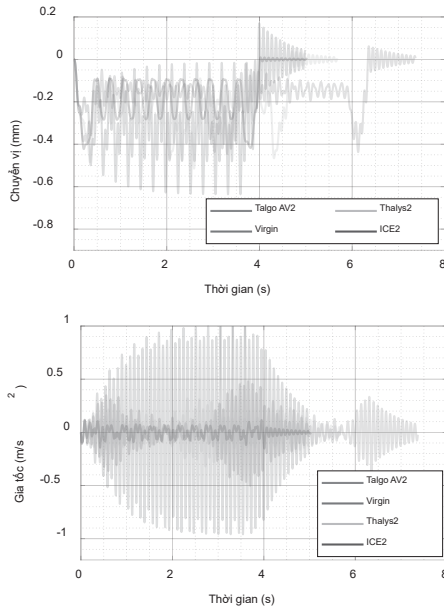 0.2
0
-0.2
-0.4
-0.6
-0.8
Chuyển vị (mm)
Talgo AV2
Thalys2
Virgin
ICE2
0
2
4
6
8
Thời gian (s)
1
0.5
0
-0.5
-1
Gia tốc (m/s
2
)
Talgo AV2
Virgin
Thalys2
ICE2
0
2
4
6
8
Thời gian (s)